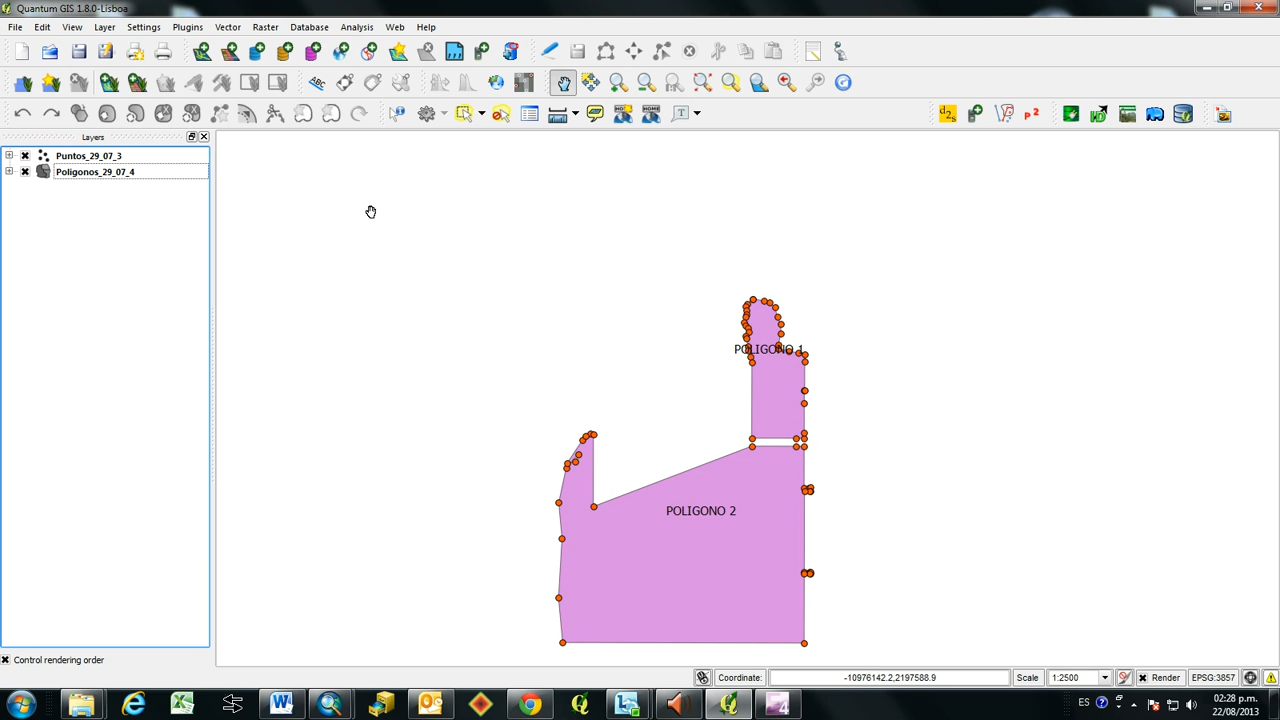 Quantum GIS 1.8.0-Lisboa
File Edit View Layer Settings Plugins Vector Raster Database Analysis Web Help
Layers
Puntos_29_07_3
Poligonos_29_07_4
POLIGONO 1
POLIGONO 2
Control rendering order
Coordinate: -10976142.2,2197588.9 Scale 1:2500 Render EPSG:3857
ES 02:28 p.m.
22/08/2013